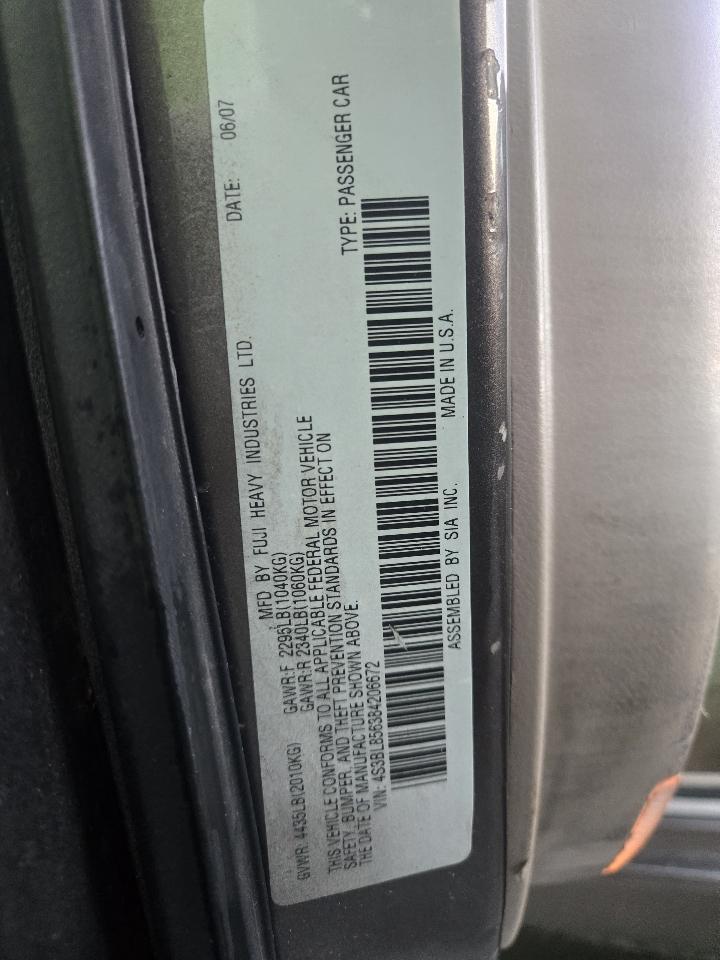 MFD BY FUJI HEAVY INDUSTRIES LTD. DATE: 06/07
GVWR: 4435LB(2010KG) GAWR:F 2295LB(1040KG)
GAWR:R 2340LB(1060KG)
THIS VEHICLE CONFORMS TO ALL APPLICABLE FEDERAL MOTOR VEHICLE
SAFETY, BUMPER, AND THEFT PREVENTION STANDARDS IN EFFECT ON
THE DATE OF MANUFACTURE SHOWN ABOVE.
VIN: 4S3BL856384206672 TYPE: PASSENGER CAR
ASSEMBLED BY SIA INC. MADE IN U.S.A.